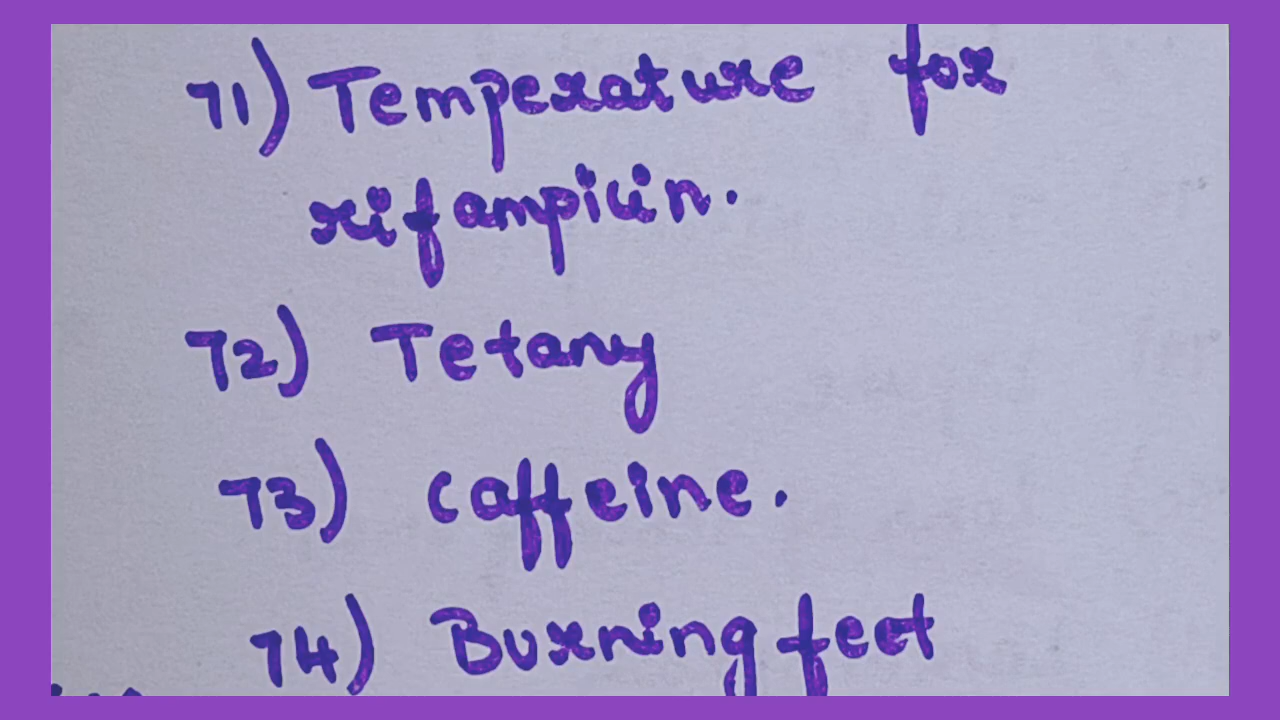 71) Temperature for
rifampicin.
72) Tetany
73) Caffeine.
74) Burning feet